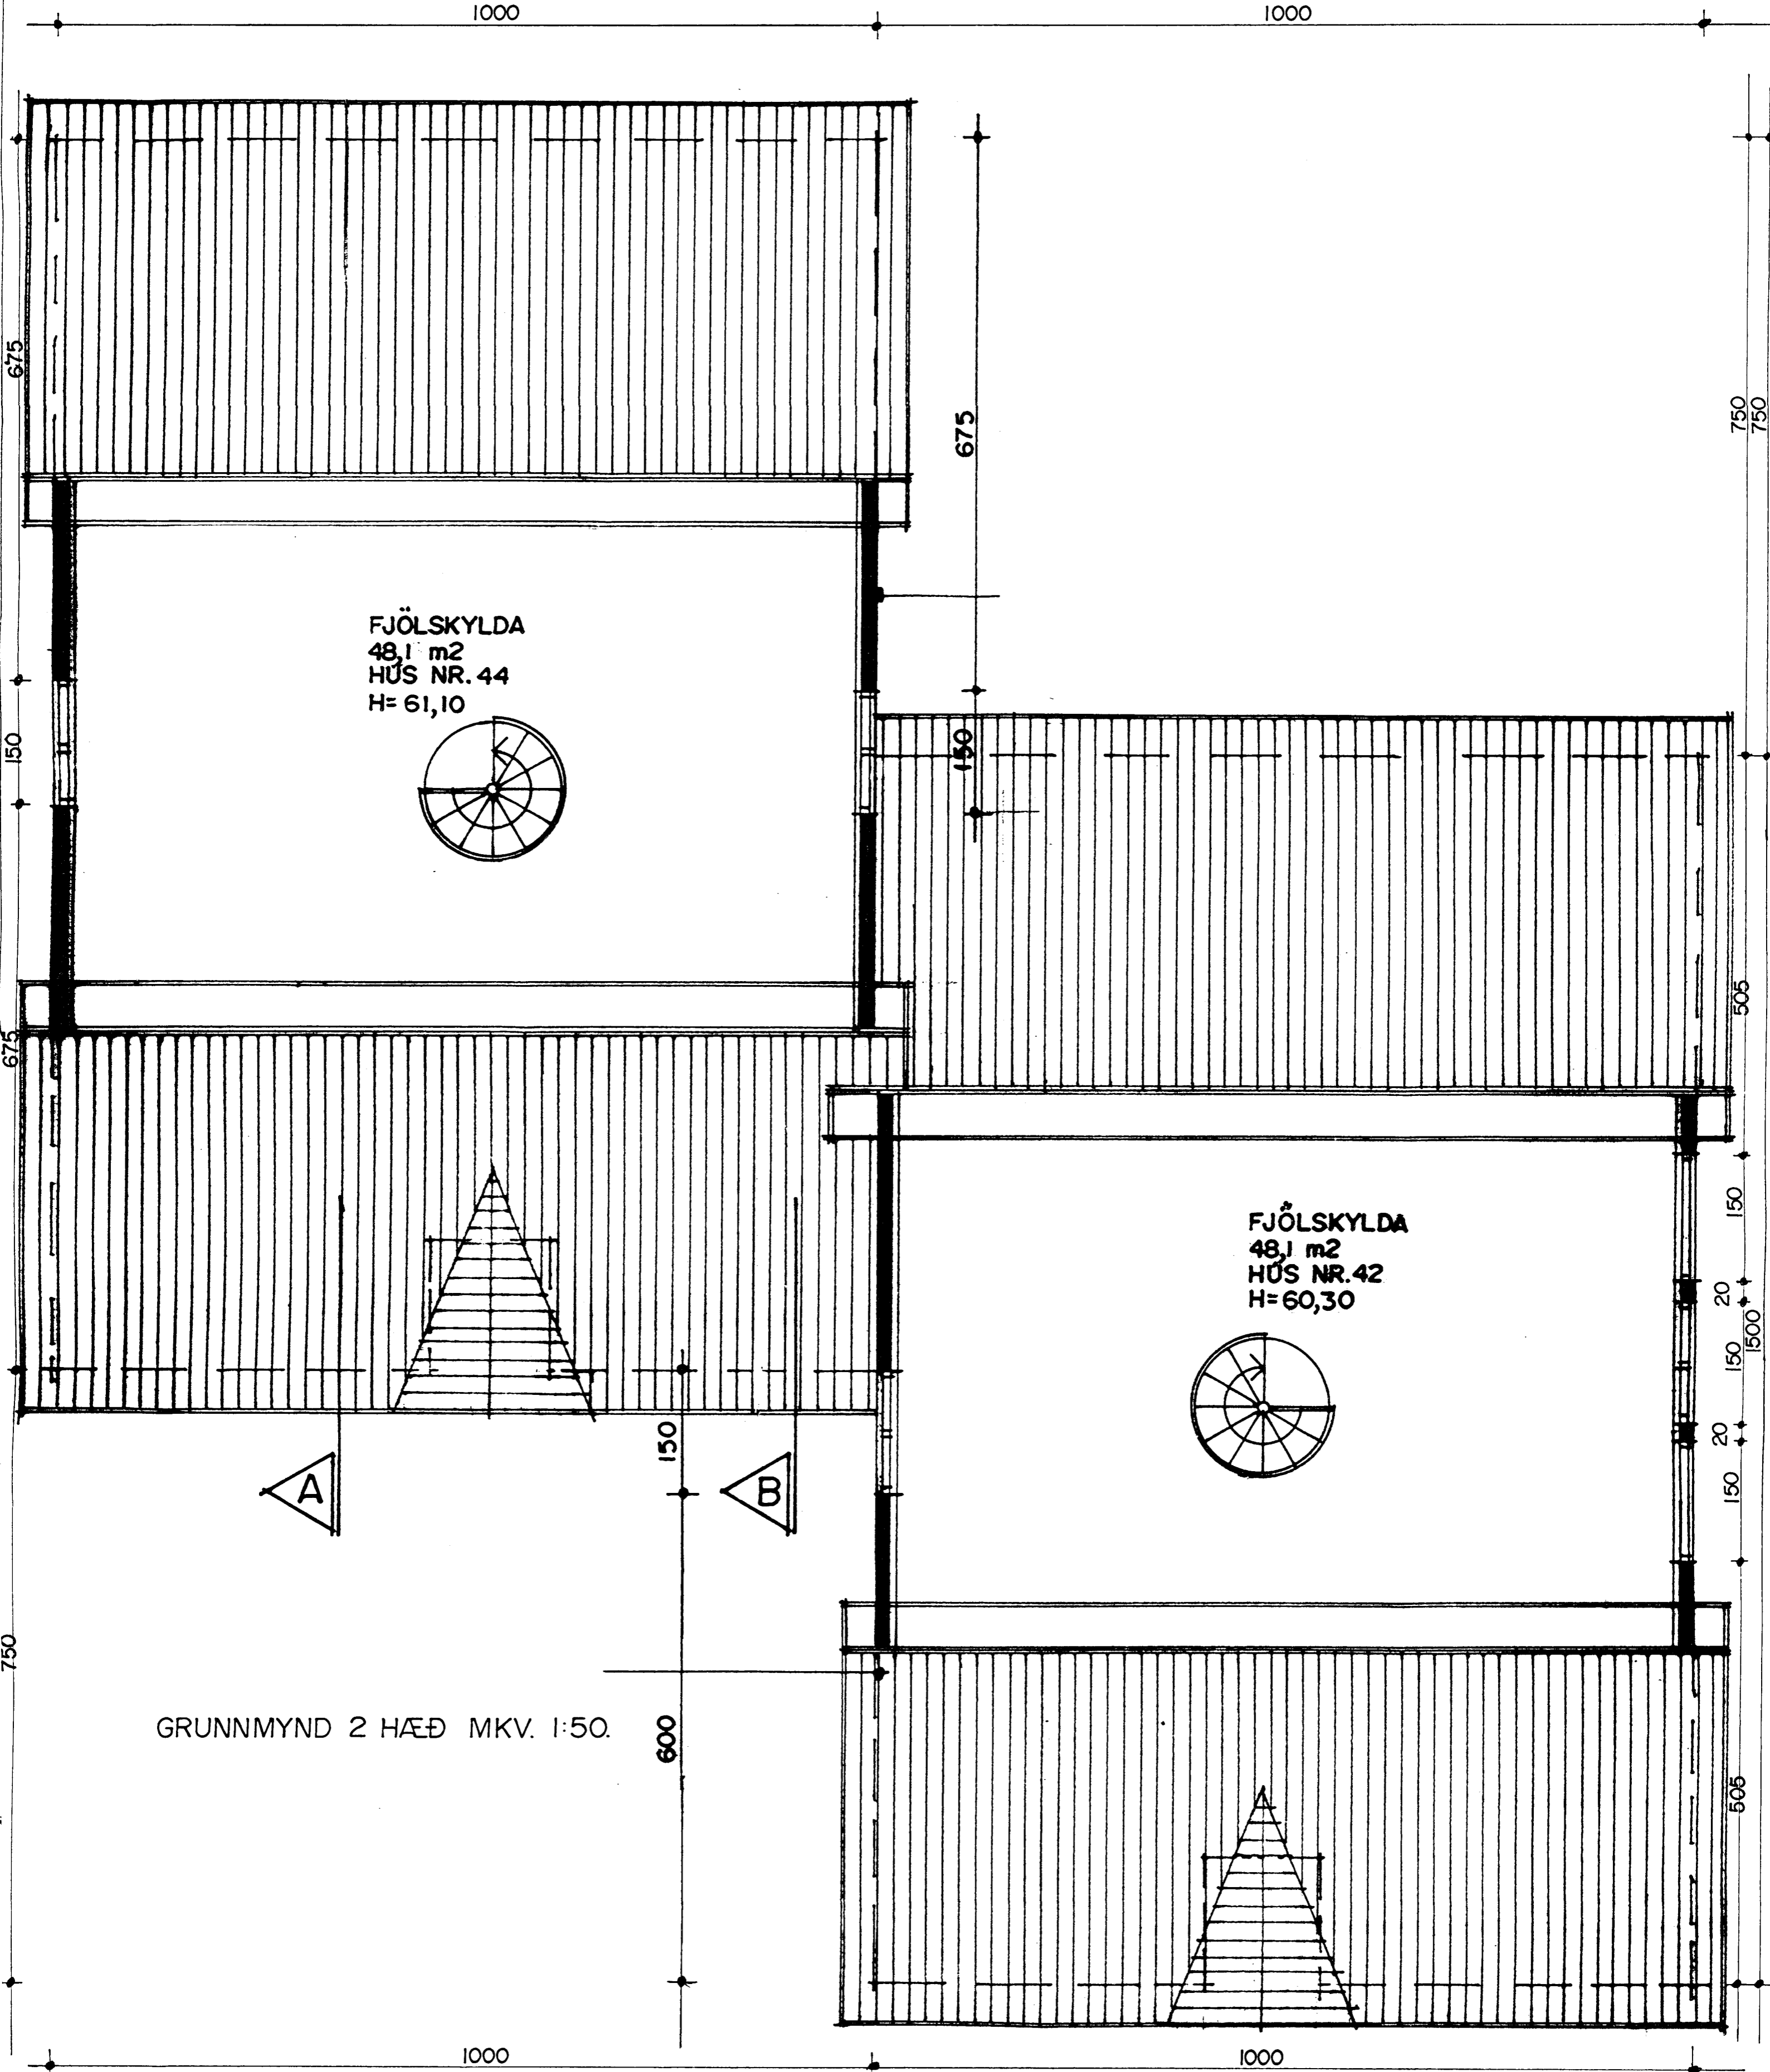 1000
1000
675
675
750
750
FJÖLSKYLDA
48,1 m2
HÚS NR. 44
H= 61,10
150
150
505
675
FJÖLSKYLDA
48,1 m2
HÚS NR. 42
H= 60,30
150
20
1500
150
20
150
150
A
B
750
GRUNNMYND 2 HÆÐ MKV. 1:50.
600
505
1000
1000